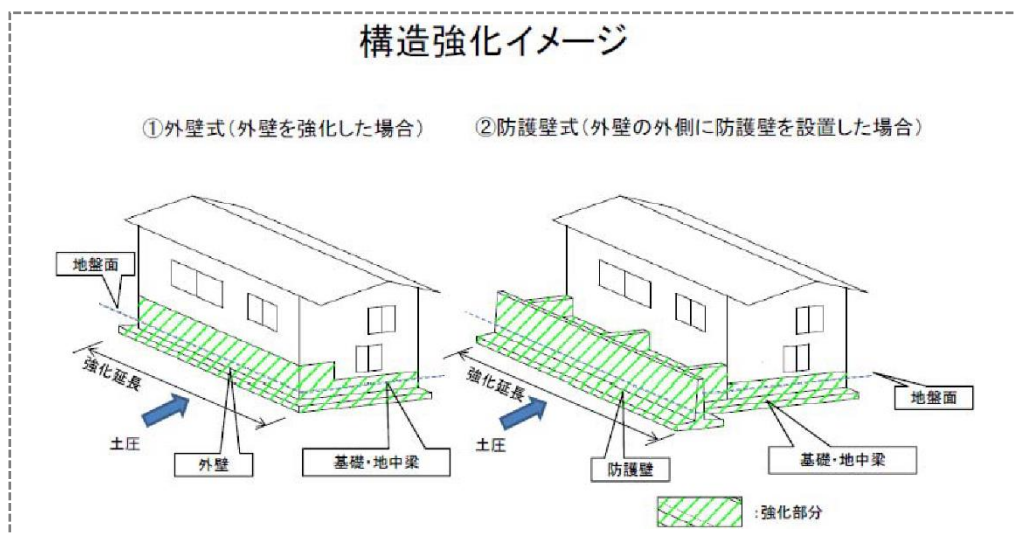 構造強化イメージ
①外壁式（外壁を強化した場合）
②防護壁式（外壁の外側に防護壁を設置した場合）
地盤面
強化延長
土圧
外壁
基礎・地中梁
強化延長
土圧
防護壁
基礎・地中梁
地盤面
：強化部分